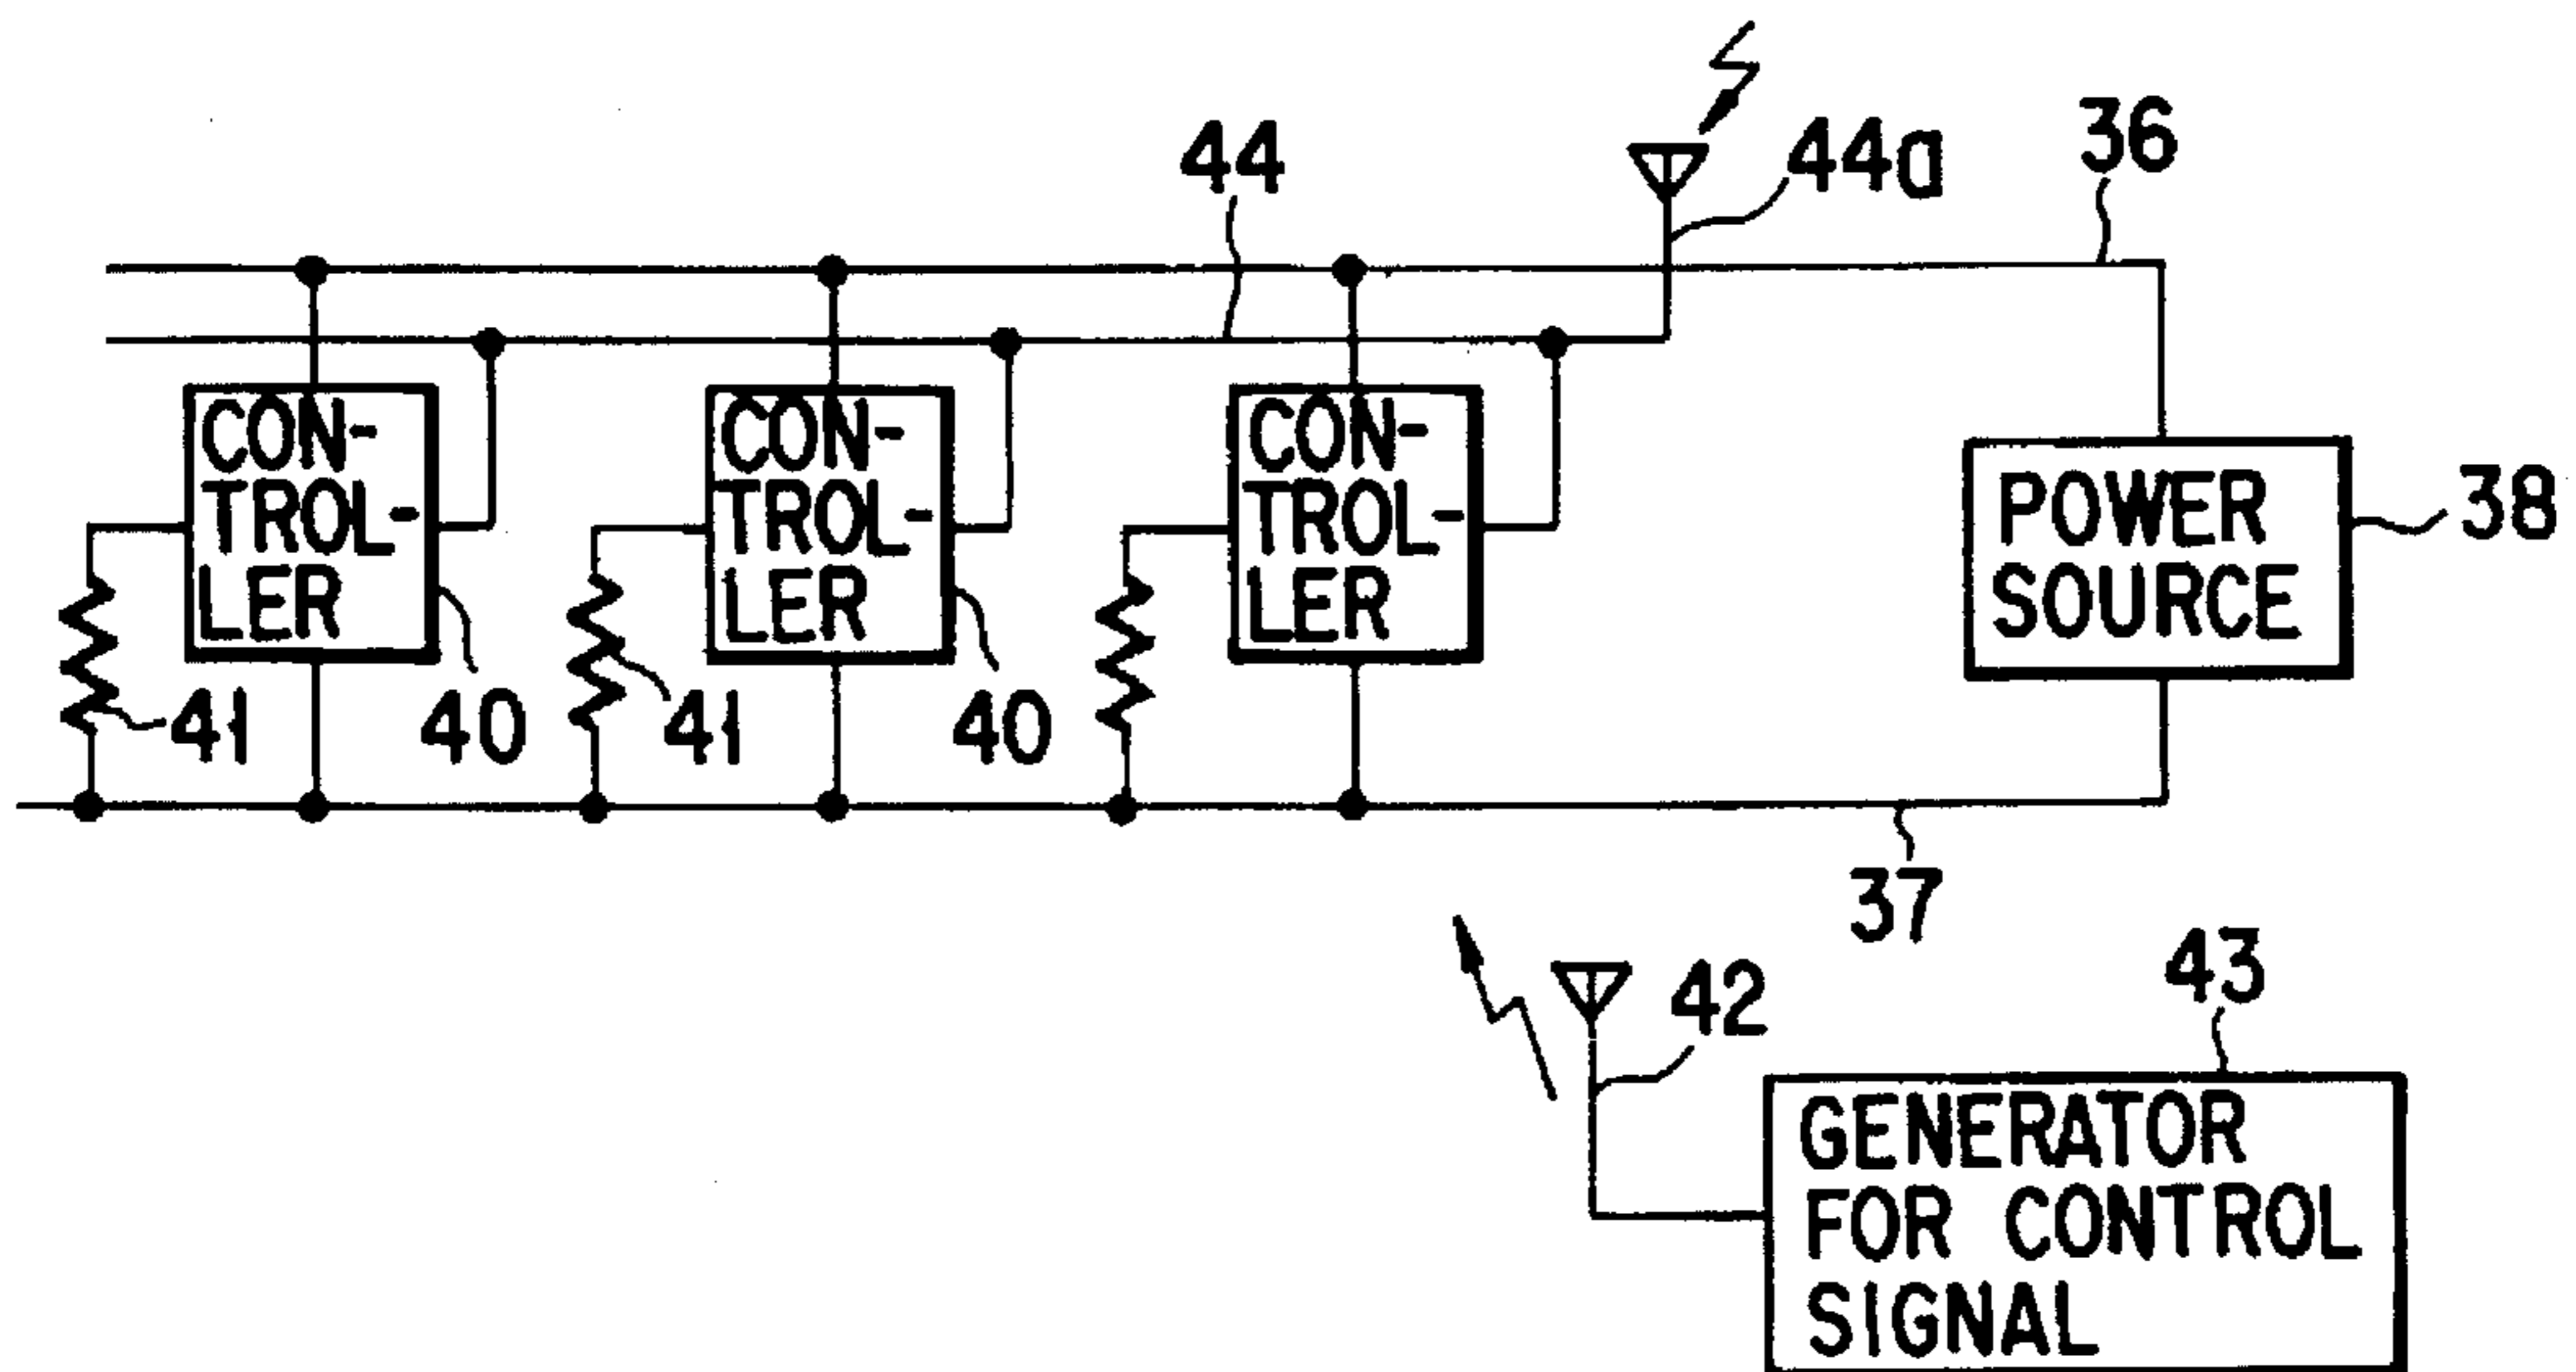 44
44a
36
CON-
TROL-
LER
CON-
TROL-
LER
CON-
TROL-
LER
POWER
SOURCE
38
41
40
41
40
37
42
43
GENERATOR
FOR CONTROL
SIGNAL